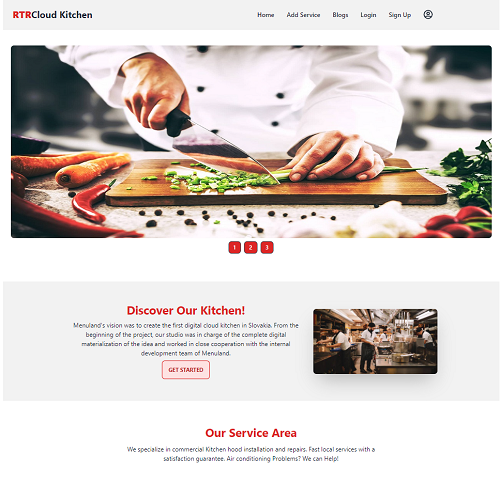 RTRCloud Kitchen
Home Add Service Blogs Login Sign Up
1 2 3
Discover Our Kitchen!
Menuland's vision was to create the first digital cloud kitchen in Slovakia. From the
beginning of the project, our studio was in charge of the complete digital
materialization of the idea and worked in close cooperation with the internal
development team of Menuland.
GET STARTED
Our Service Area
We specialize in commercial Kitchen hood installation and repairs. Fast local services with a
satisfaction guarantee. Air conditioning Problems? We can Help!